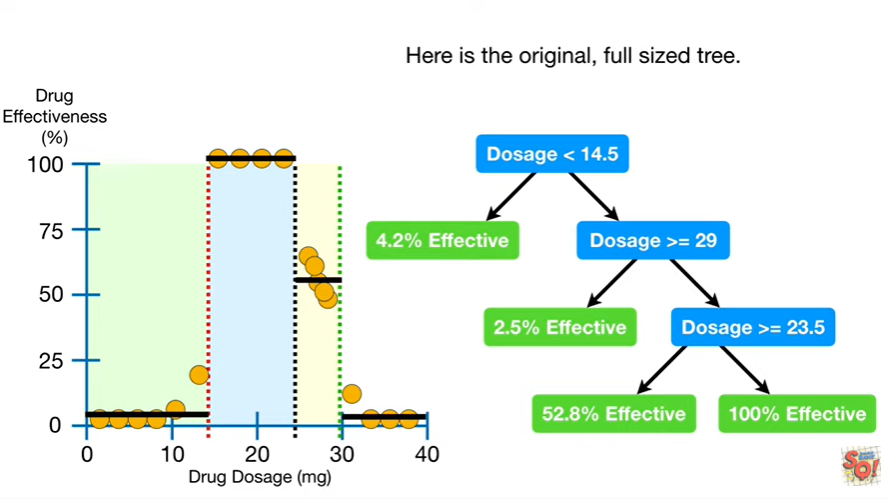 Here is the original, full sized tree.
Drug
Effectiveness
(%)
100
75
50
25
0
0
10
20
30
40
Drug Dosage (mg)
Dosage < 14.5
4.2% Effective
Dosage >= 29
2.5% Effective
Dosage >= 23.5
52.8% Effective
100% Effective
SQ!